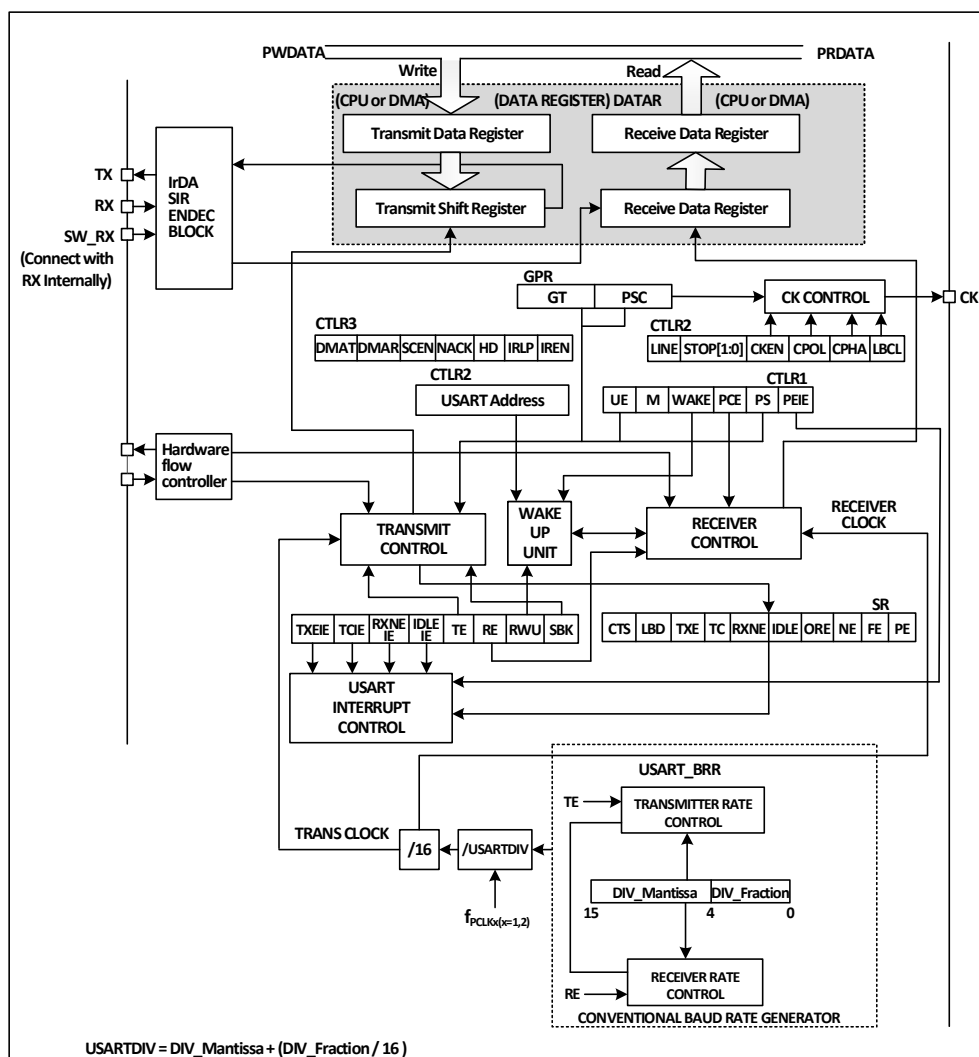 PWDATA
PRDATA
Write
Read
(CPU or DMA)
(DATA REGISTER) DATAR
(CPU or DMA)
Transmit Data Register
Receive Data Register
Transmit Shift Register
Receive Data Register
TX
RX
SW_RX
(Connect with
RX Internally)
IrDA
SIR
ENDEC
BLOCK
GPR
GT
PSC
CK CONTROL
CK
CTLR3
DMAT DMAR SCEN NACK HD IRLP IREN
CTLR2
LINE STOP[1:0] CKEN CPOL CPHA LBCL
CTLR2
USART Address
CTLR1
UE M WAKE PCE PS PEIE
Hardware
flow
controller
TRANSMIT
CONTROL
WAKE
UP
UNIT
RECEIVER
CONTROL
RECEIVER
CLOCK
TXEIE TCIE RXNE IE IDLE IE TE RE RWU SBK
SR
CTS LBD TXE TC RXNE IDLE ORE NE FE PE
USART
INTERRUPT
CONTROL
USART_BRR
TE
TRANSMITTER RATE
CONTROL
TRANS CLOCK
/16
/USARTDIV
fPCLKx(x=1,2)
DIV_Mantissa DIV_Fraction
15 4 0
RECEIVER RATE
CONTROL
RE
CONVENTIONAL BAUD RATE GENERATOR
USARTDIV = DIV_Mantissa + (DIV_Fraction / 16 )